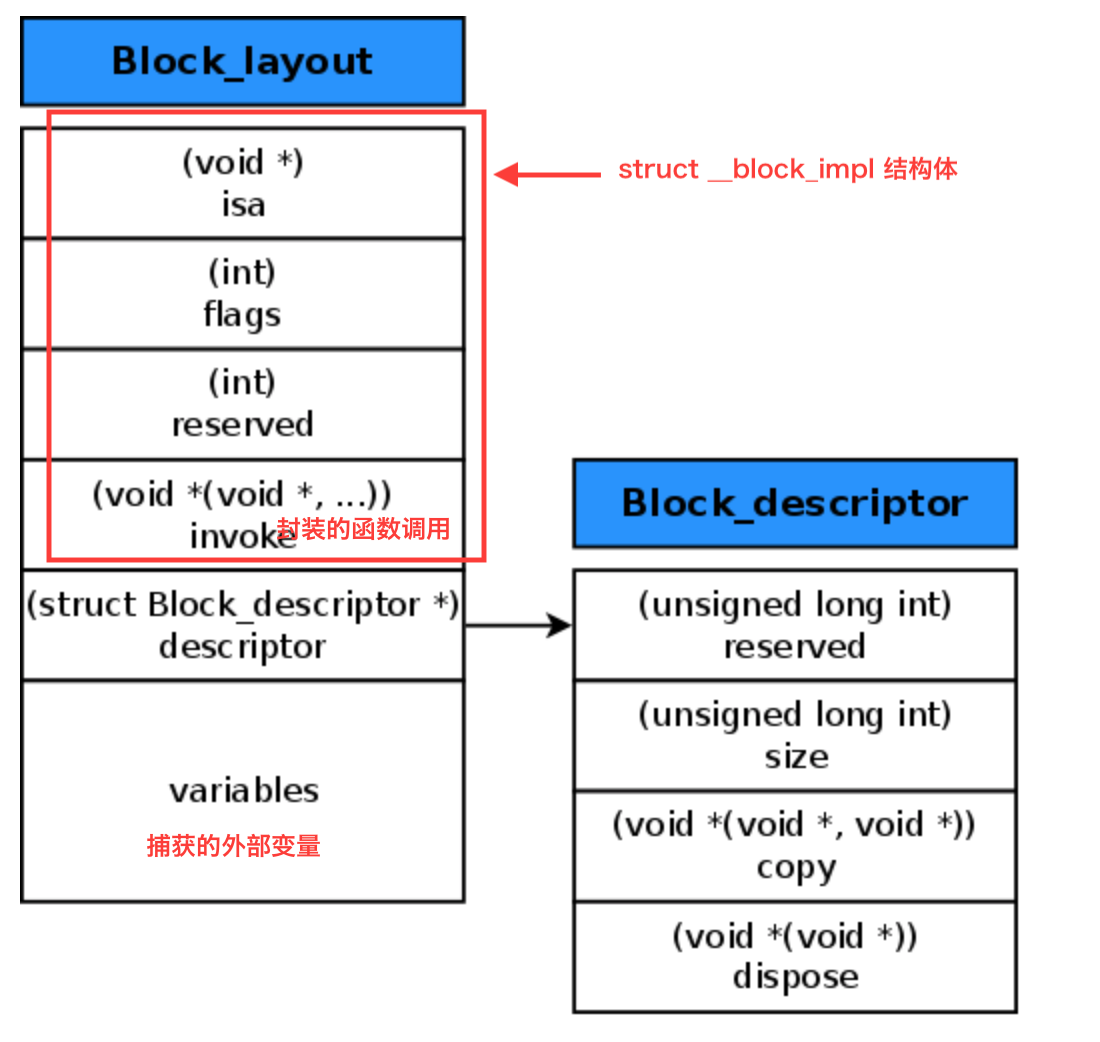 Block_layout
(void *)
isa
struct __block_impl 结构体
(int)
flags
(int)
reserved
(void *(void *, ...))
invoke
封装的函数调用
(struct Block_descriptor *)
descriptor
variables
捕获的外部变量
Block_descriptor
(unsigned long int)
reserved
(unsigned long int)
size
(void *(void *, void *))
copy
(void *(void *))
dispose